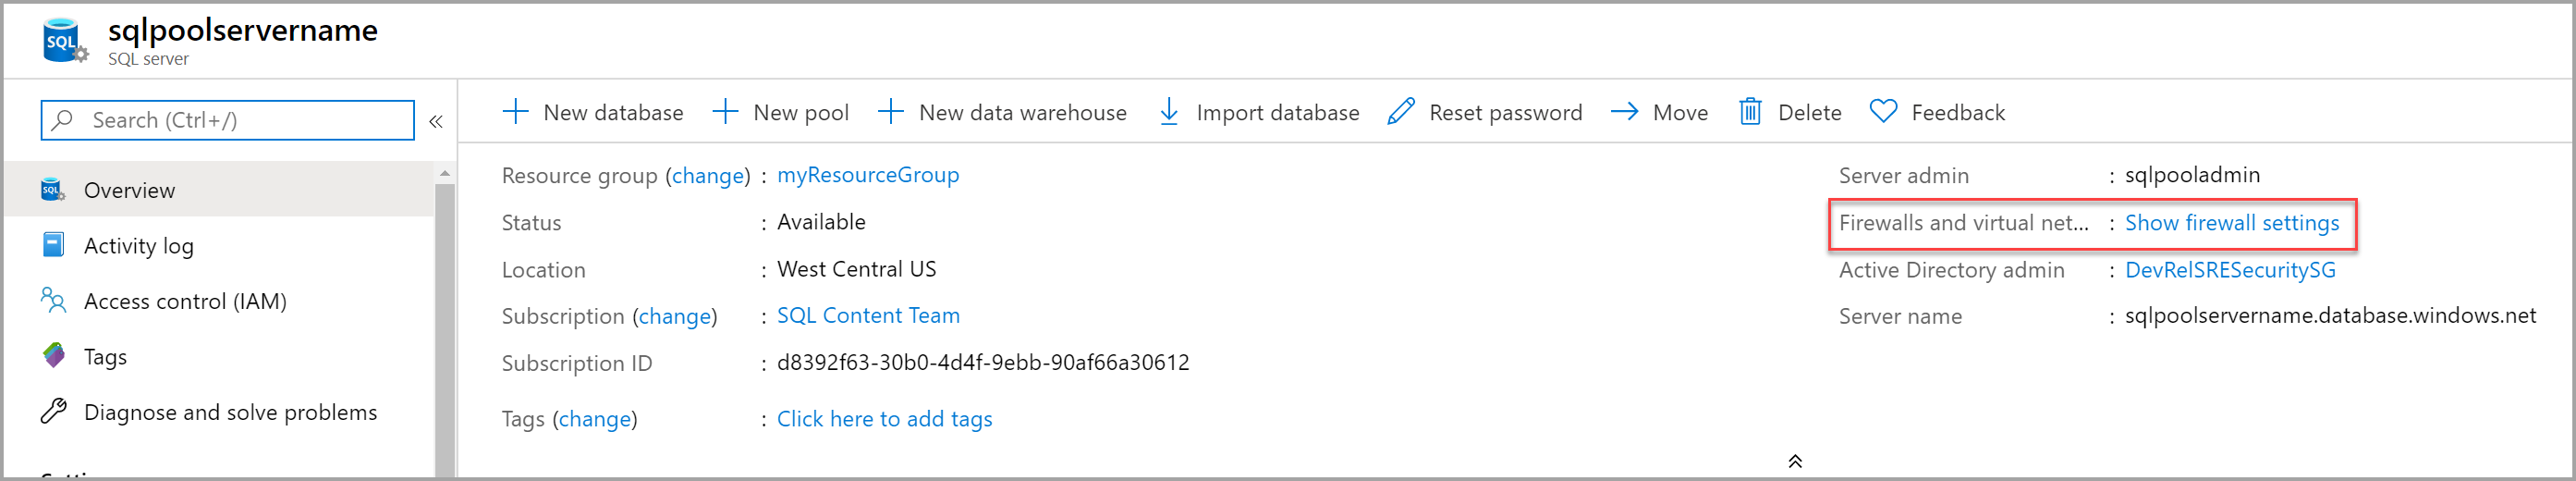 sqlpoolservername
SQL server
Search (Ctrl+/)
«
New database
New pool
New data warehouse
Import database
Reset password
Move
Delete
Feedback
SQL
Overview
Activity log
Access control (IAM)
Tags
Diagnose and solve problems
Resource group (change) : myResourceGroup
Status : Available
Location : West Central US
Subscription (change) : SQL Content Team
Subscription ID : d8392f63-30b0-4d4f-9ebb-90af66a30612
Tags (change) : Click here to add tags
Server admin : sqlpooladmin
Firewalls and virtual net... : Show firewall settings
Active Directory admin : DevRelSRESecuritySG
Server name : sqlpoolservername.database.windows.net